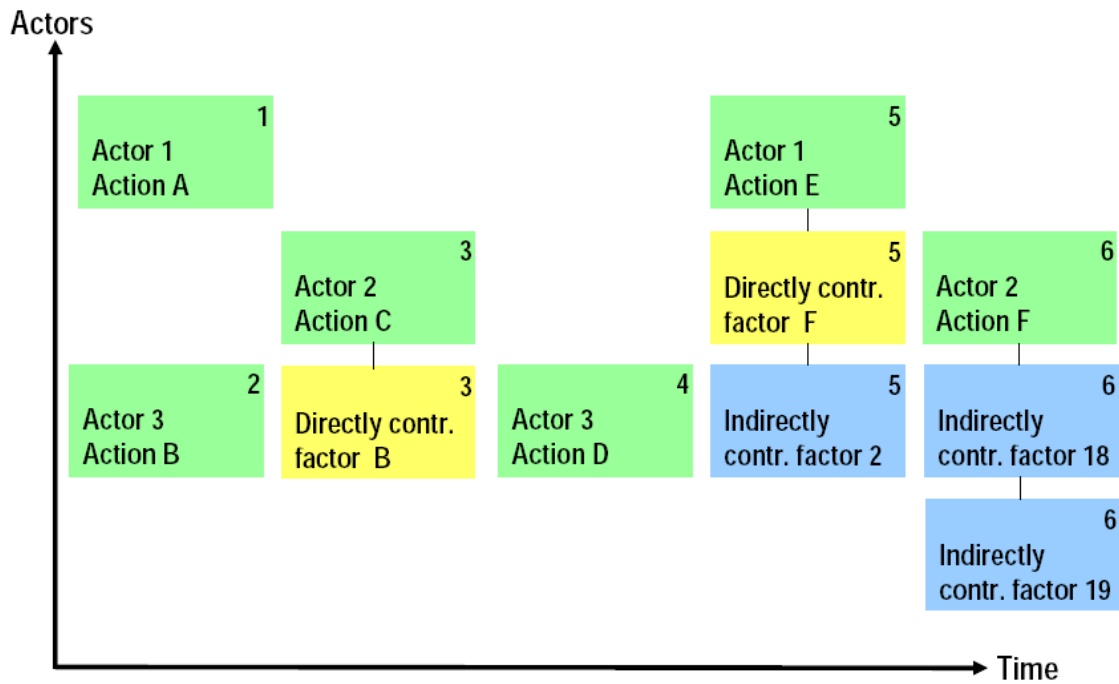 Actors
1
Actor 1
Action A
2
Actor 3
Action B
3
Actor 2
Action C
3
Directly contr.
factor  B
4
Actor 3
Action D
5
Actor 1
Action E
5
Directly contr.
factor  F
5
Indirectly
contr. factor 2
6
Actor 2
Action F
6
Indirectly
contr. factor 18
6
Indirectly
contr. factor 19
Time